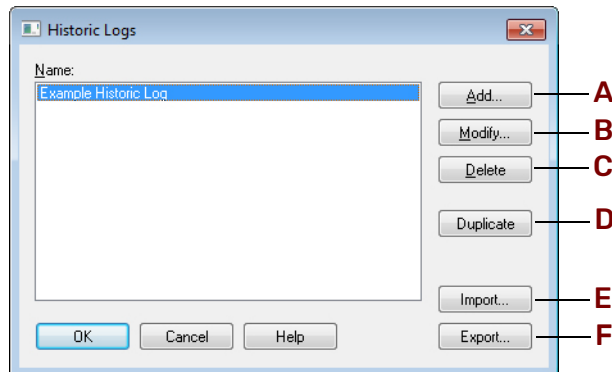 Historic Logs
Name:
Example Historic Log
Add... A
Modify... B
Delete C
Duplicate D
Import... E
OK Cancel Help Export... F